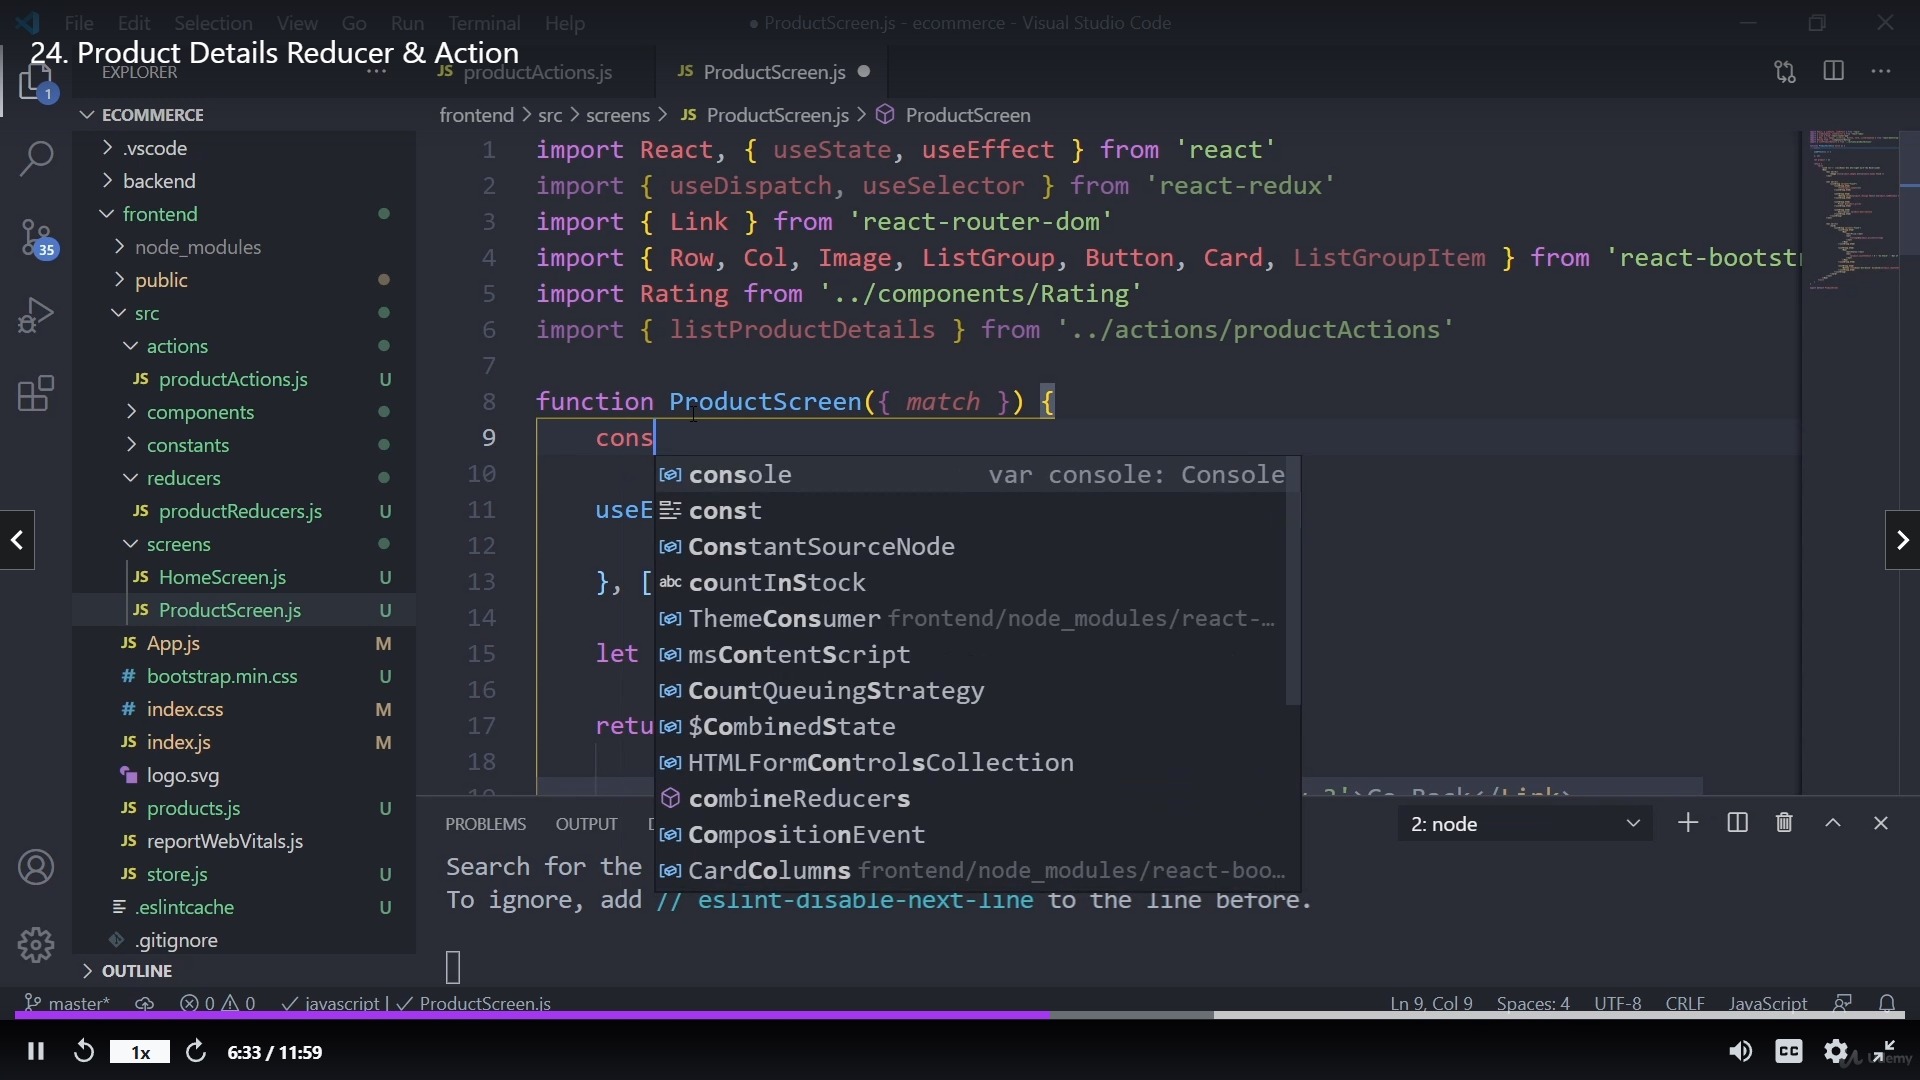 File Edit Selection View Go Run Terminal Help
● ProductScreen.js - ecommerce - Visual Studio Code
24. Product Details Reducer & Action
EXPLORER ...
JS productActions.js
JS ProductScreen.js ●
1
35
ECOMMERCE
.vscode
backend
frontend
node_modules
public
src
actions
JS productActions.js U
components
constants
reducers
JS productReducers.js U
screens
JS HomeScreen.js U
JS ProductScreen.js U
JS App.js M
# bootstrap.min.css U
# index.css M
JS index.js M
logo.svg
JS products.js U
JS reportWebVitals.js
JS store.js U
.eslintcache U
.gitignore
OUTLINE
frontend > src > screens > JS ProductScreen.js > ProductScreen
1 import React, { useState, useEffect } from 'react'
2 import { useDispatch, useSelector } from 'react-redux'
3 import { Link } from 'react-router-dom'
4 import { Row, Col, Image, ListGroup, Button, Card, ListGroupItem } from 'react-bootst
5 import Rating from '../components/Rating'
6 import { listProductDetails } from '../actions/productActions'
7
8 function ProductScreen({ match }) {
9 cons
10
11 useE
12
13 }, [
14
15 let
16
17 retu
18
console var console: Console
const
ConstantSourceNode
abc countInStock
ThemeConsumer frontend/node_modules/react-...
msContentScript
CountQueuingStrategy
$CombinedState
HTMLFormControlsCollection
combineReducers
CompositionEvent
CardColumns frontend/node_modules/react-boo...
PROBLEMS OUTPUT
2: node
Search for the
To ignore, add // eslint-disable-next-line to the line before.
master* 0 0 javascript | ProductScreen.js
Ln 9, Col 9 Spaces: 4 UTF-8 CRLF JavaScript
1x 6:33 / 11:59
CC
Udemy